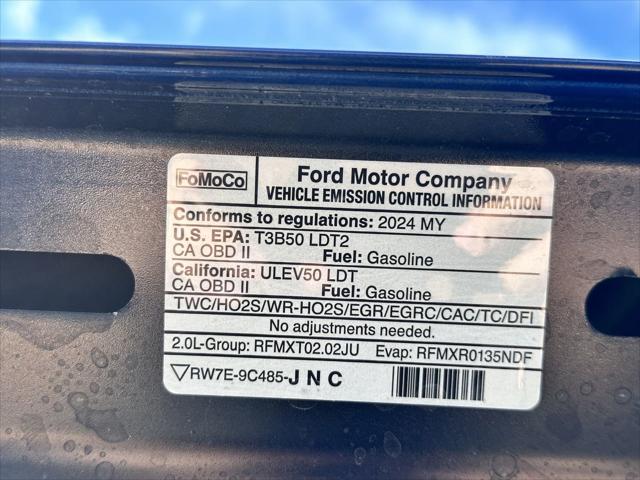 FoMoCo
Ford Motor Company
VEHICLE EMISSION CONTROL INFORMATION
Conforms to regulations: 2024 MY
U.S. EPA: T3B50 LDT2
CA OBD II Fuel: Gasoline
California: ULEV50 LDT
CA OBD II Fuel: Gasoline
TWC/HO2S/WR-HO2S/EGR/EGRC/CAC/TC/DFI
No adjustments needed.
2.0L-Group: RFMXT02.02JU Evap: RFMXR0135NDF
RW7E-9C485-J N C